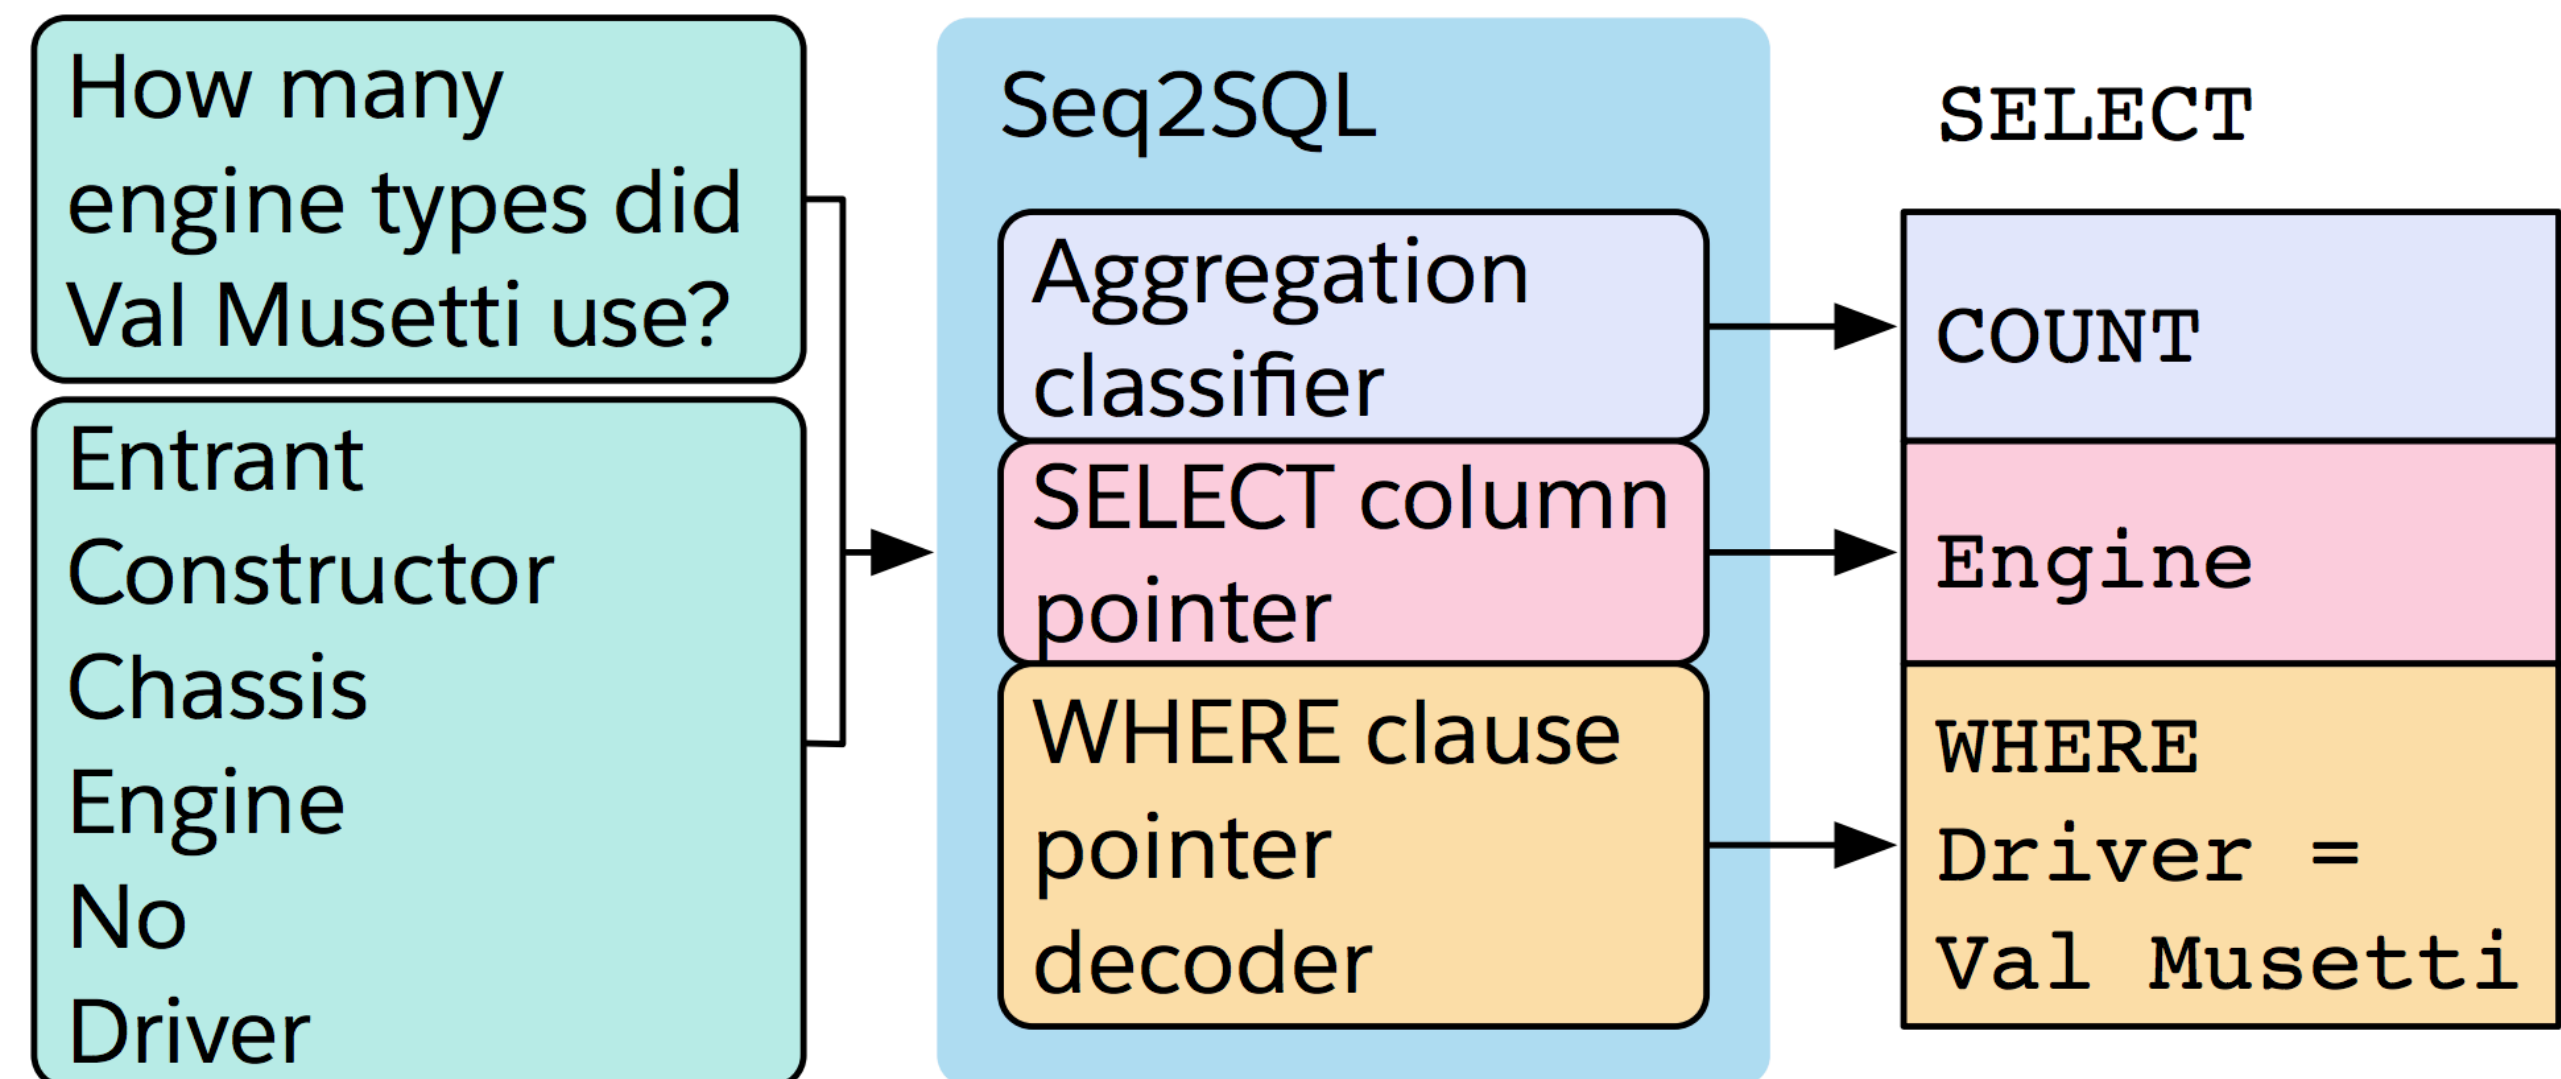 How many
engine types did
Val Musetti use?
Entrant
Constructor
Chassis
Engine
No
Driver
Seq2SQL
Aggregation
classifier
SELECT column
pointer
WHERE clause
pointer
decoder
SELECT
COUNT
Engine
WHERE
Driver =
Val Musetti